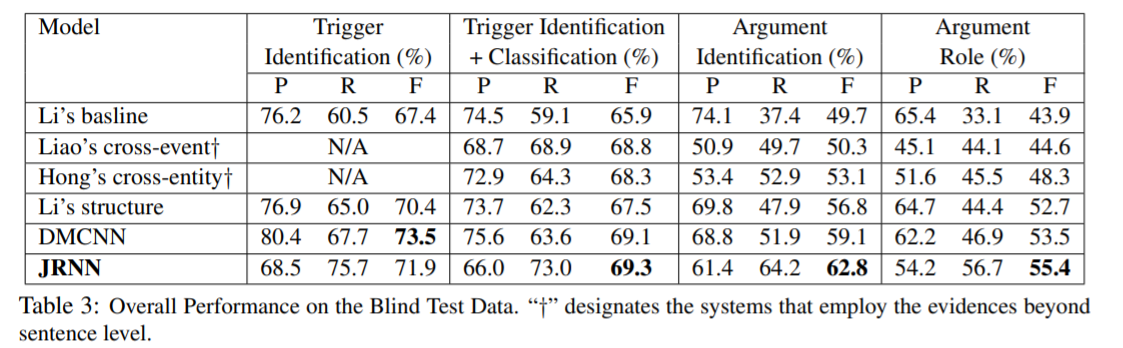 Model Trigger Trigger Identification Argument Argument
Identification (%) + Classification (%) Identification (%) Role (%)
P R F P R F P R F P R F
Li's basline 76.2 60.5 67.4 74.5 59.1 65.9 74.1 37.4 49.7 65.4 33.1 43.9
Liao's cross-event† N/A 68.7 68.9 68.8 50.9 49.7 50.3 45.1 44.1 44.6
Hong's cross-entity† N/A 72.9 64.3 68.3 53.4 52.9 53.1 51.6 45.5 48.3
Li's structure 76.9 65.0 70.4 73.7 62.3 67.5 69.8 47.9 56.8 64.7 44.4 52.7
DMCNN 80.4 67.7 73.5 75.6 63.6 69.1 68.8 51.9 59.1 62.2 46.9 53.5
JRNN 68.5 75.7 71.9 66.0 73.0 69.3 61.4 64.2 62.8 54.2 56.7 55.4
Table 3: Overall Performance on the Blind Test Data. “†” designates the systems that employ the evidences beyond
sentence level.